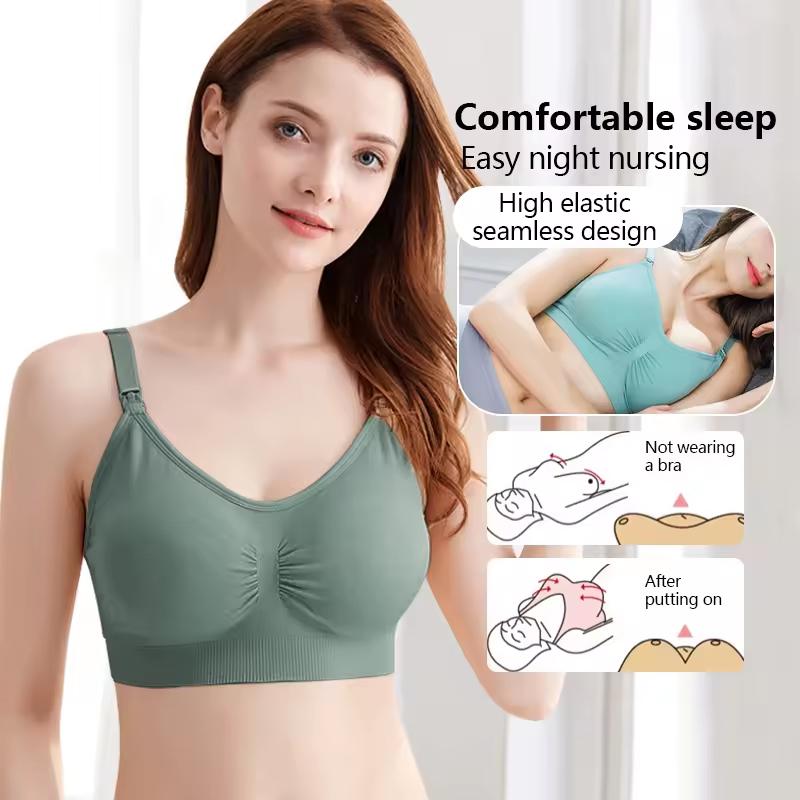 Comfortable sleep
Easy night nursing
High elastic
seamless design
Not wearing
a bra
After
putting on